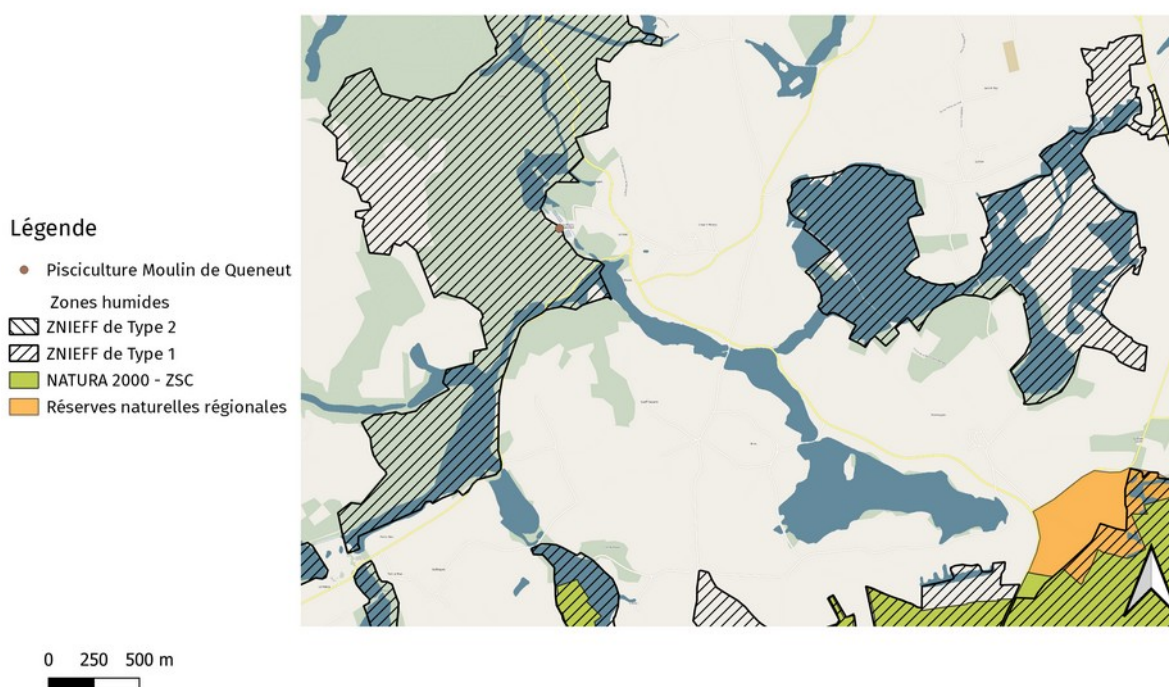 Légende
Pisciculture Moulin de Queneut
Zones humides
ZNIEFF de Type 2
ZNIEFF de Type 1
NATURA 2000 - ZSC
Réserves naturelles régionales
0 250 500 m